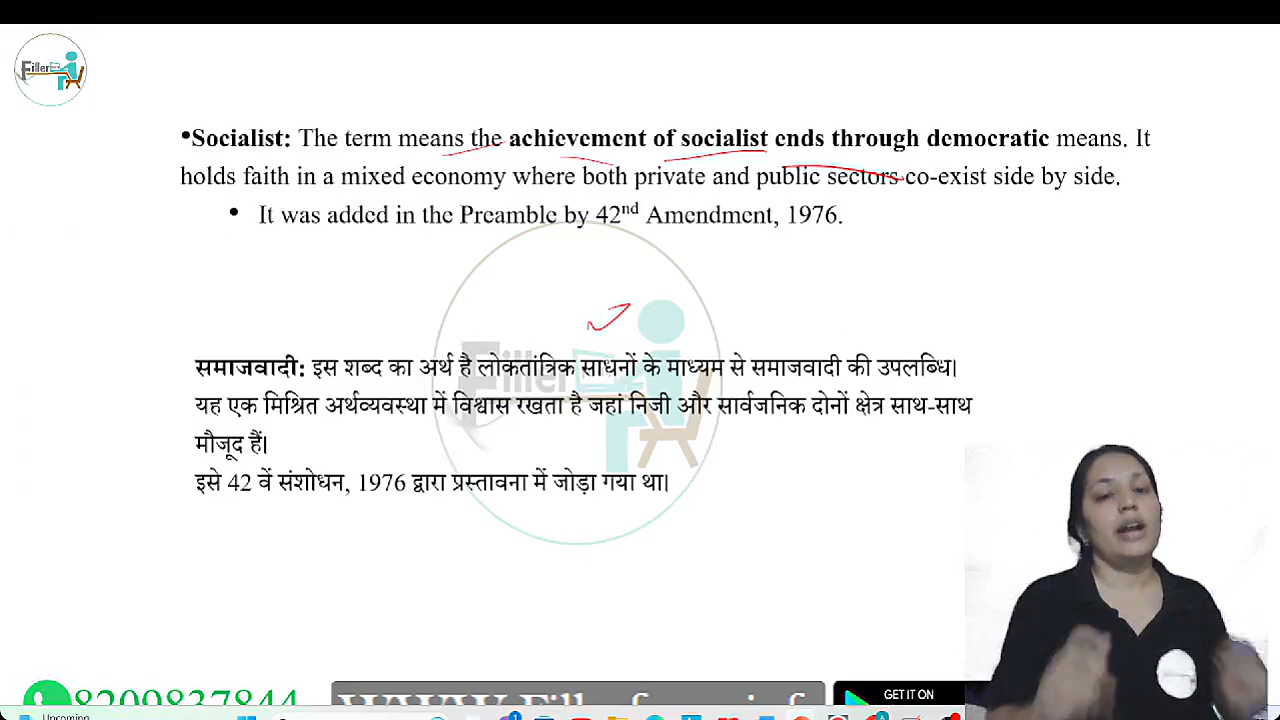 Filler
•Socialist: The term means the achievement of socialist ends through democratic means. It
holds faith in a mixed economy where both private and public sectors co-exist side by side.
• It was added in the Preamble by 42nd Amendment, 1976.
Filler
समाजवादी: इस शब्द का अर्थ है लोकतांत्रिक साधनों के माध्यम से समाजवादी की उपलब्धि।
यह एक मिश्रित अर्थव्यवस्था में विश्वास रखता है जहां निजी और सार्वजनिक दोनों क्षेत्र साथ-साथ
मौजूद हैं।
इसे 42 वें संशोधन, 1976 द्वारा प्रस्तावना में जोड़ा गया था।
8209837844
GET IT ON
Upcoming